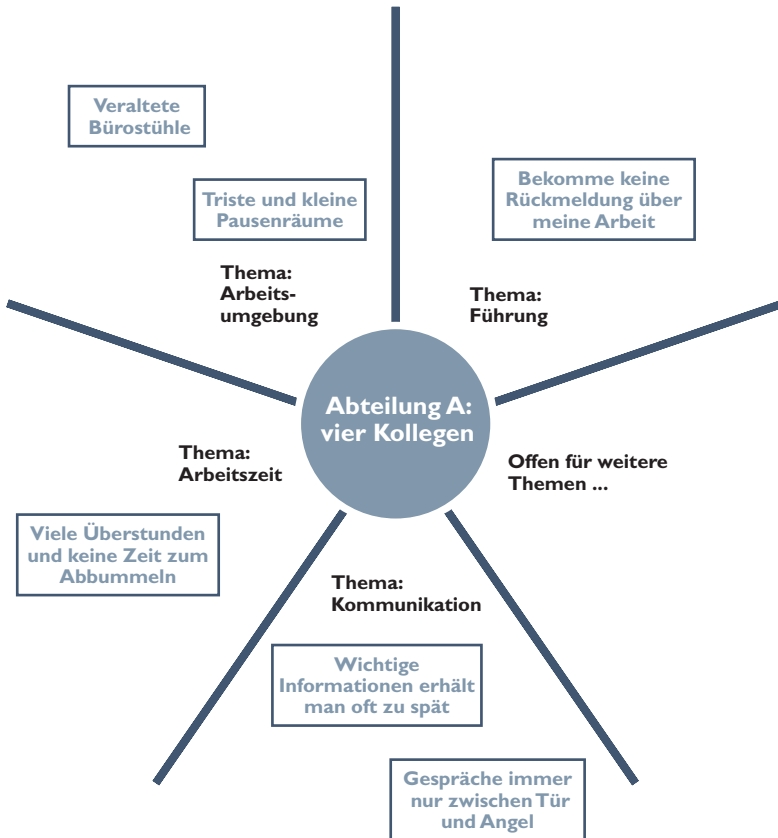 Veraltete
Bürostühle
Triste und kleine
Pausenräume
Thema:
Arbeits-
umgebung
Bekomme keine
Rückmeldung über
meine Arbeit
Thema:
Führung
Abteilung A:
vier Kollegen
Thema:
Arbeitszeit
Viele Überstunden
und keine Zeit zum
Abbummeln
Offen für weitere
Themen ...
Thema:
Kommunikation
Wichtige
Informationen erhält
man oft zu spät
Gespräche immer
nur zwischen Tür
und Angel